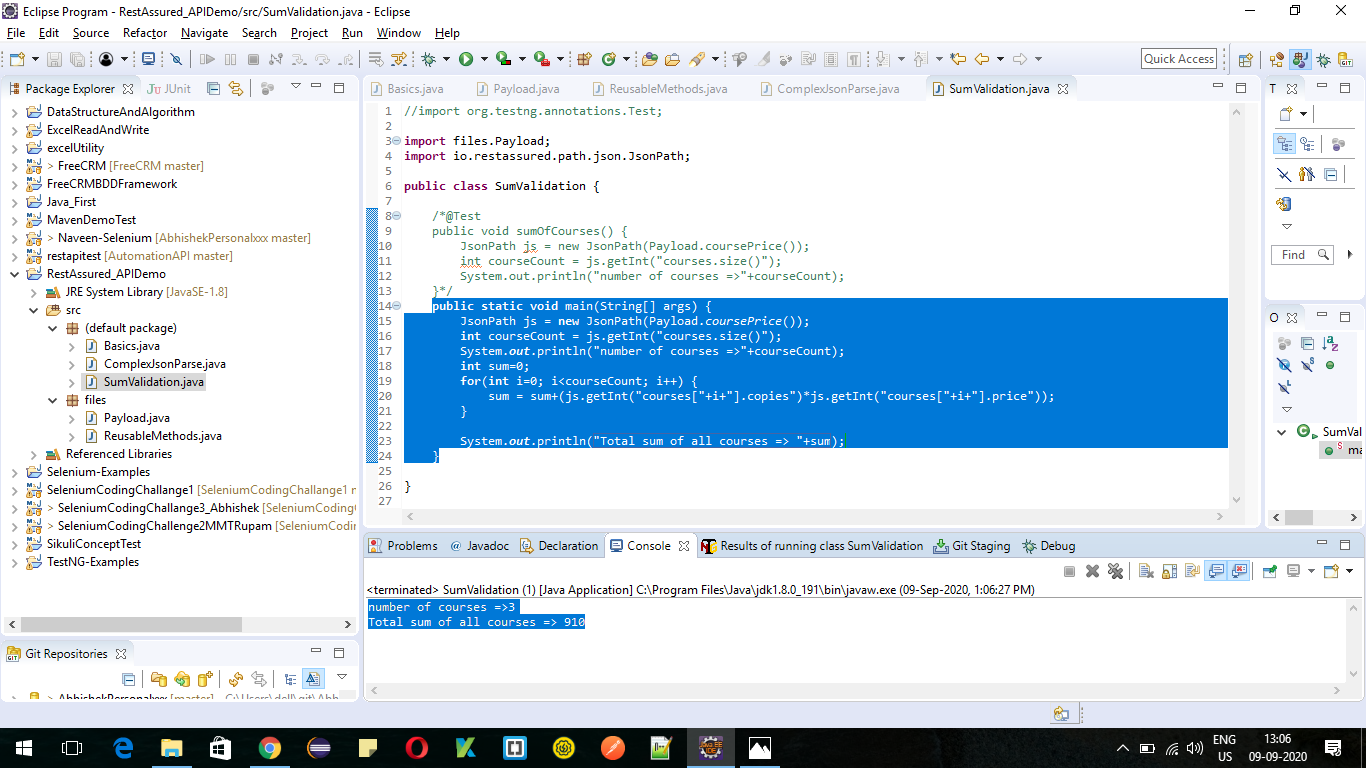 Eclipse Program - RestAssured_APIDemo/src/SumValidation.java - Eclipse
File Edit Source Refactor Navigate Search Project Run Window Help
Quick Access
Package Explorer
JUnit
DataStructureAndAlgorithm
ExcelReadAndWrite
excelUtility
> FreeCRM [FreeCRM master]
FreeCRMBDDFramework
Java_First
MavenDemoTest
> Naveen-Selenium [AbhishekPersonalxxx master]
restapitest [AutomationAPI master]
RestAssured_APIDemo
JRE System Library [JavaSE-1.8]
src
(default package)
Basics.java
ComplexJsonParse.java
SumValidation.java
files
Payload.java
ReusableMethods.java
Referenced Libraries
Selenium-Examples
SeleniumCodingChallange1 [SeleniumCodingChallange1 r
> SeleniumCodingChallange3_Abhishek [SeleniumCoding
> SeleniumCodingChallenge2MMTRupam [SeleniumCodin
SikuliConceptTest
TestNG-Examples
Git Repositories
> AbhishekPersonalxxx [master] - C:\Users\dell\git\Abh
Basics.java Payload.java ReusableMethods.java ComplexJsonParse.java SumValidation.java
1 //import org.testng.annotations.Test;
2
3 import files.Payload;
4 import io.restassured.path.json.JsonPath;
5
6 public class SumValidation {
7
8 /*@Test
9 public void sumOfCourses() {
10 JsonPath js = new JsonPath(Payload.coursePrice());
11 int courseCount = js.getInt("courses.size()");
12 System.out.println("number of courses =>"+courseCount);
13 }*/
14 public static void main(String[] args) {
15 JsonPath js = new JsonPath(Payload.coursePrice());
16 int courseCount = js.getInt("courses.size()");
17 System.out.println("number of courses =>"+courseCount);
18 int sum=0;
19 for(int i=0; i<courseCount; i++) {
20 sum = sum+(js.getInt("courses["+i+"].copies")*js.getInt("courses["+i+"].price"));
21 }
22
23 System.out.println("Total sum of all courses => "+sum);
24 }
25
26 }
27
Problems Javadoc Declaration Console Results of running class SumValidation Git Staging Debug
<terminated> SumValidation (1) [Java Application] C:\Program Files\Java\jdk1.8.0_191\bin\javaw.exe (09-Sep-2020, 1:06:27 PM)
number of courses =>3
Total sum of all courses => 910
T
Find
O
SumVal
ma
ENG
US
13:06
09-09-2020